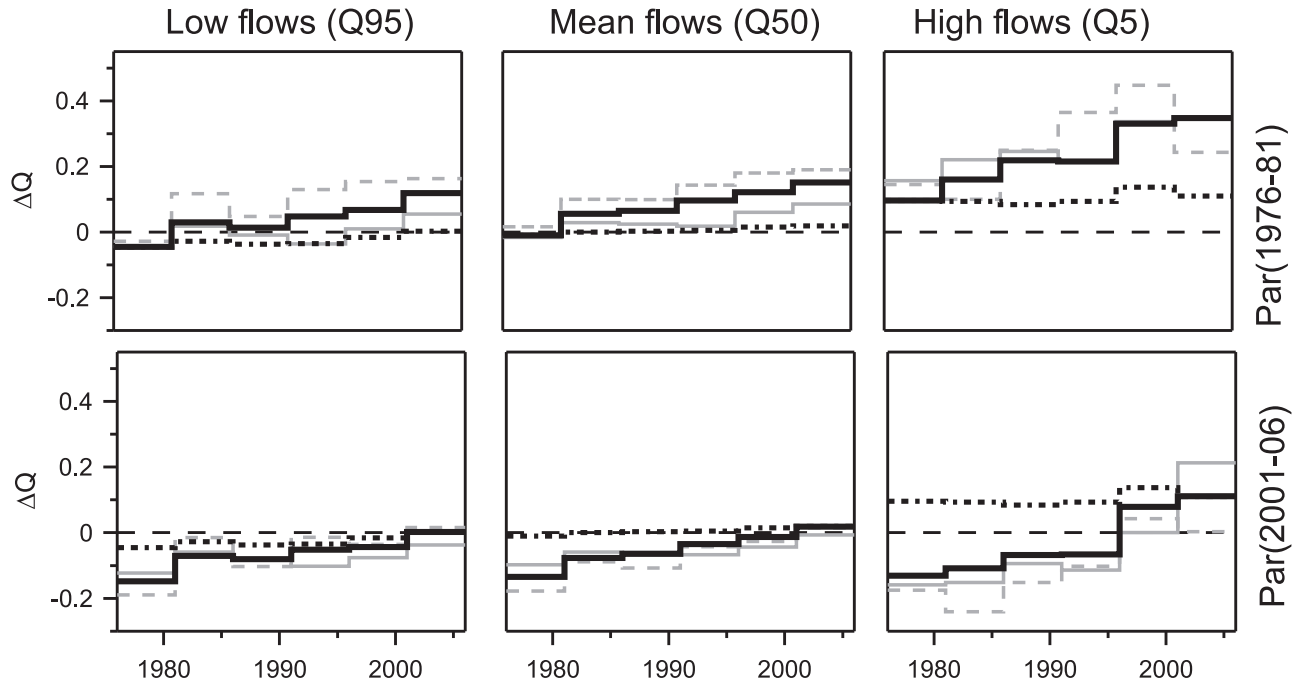 Low flows (Q95)
Mean flows (Q50)
High flows (Q5)
0.4
0.2
0
-0.2
ΔQ
Par(1976-81)
0.4
0.2
0
-0.2
ΔQ
Par(2001-06)
1980
1990
2000
1980
1990
2000
1980
1990
2000